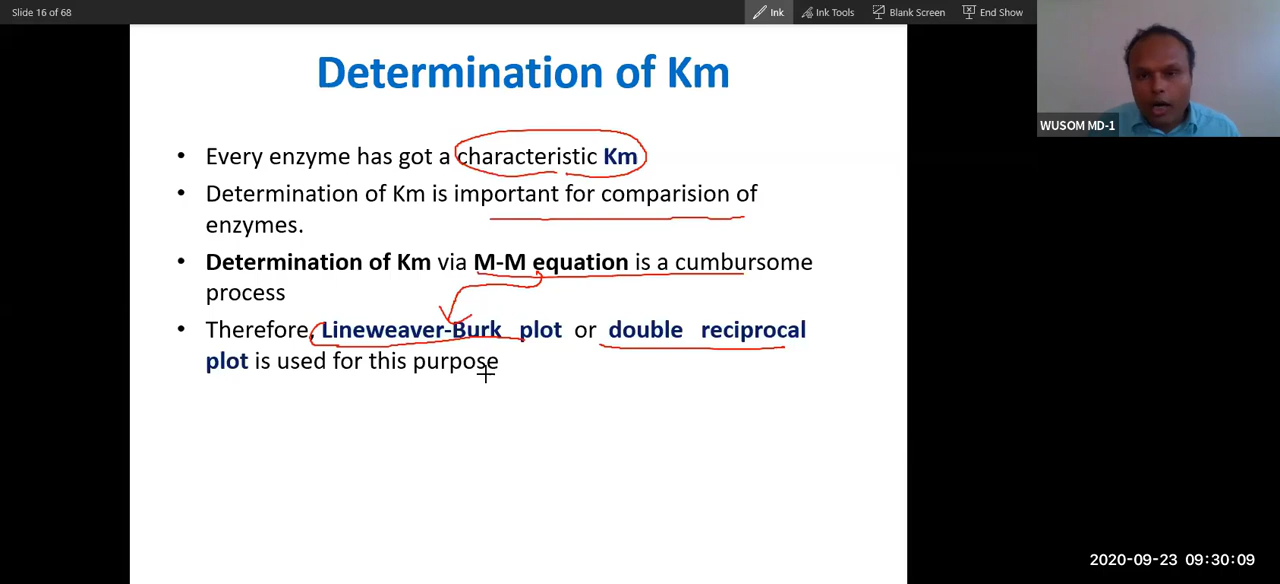 Slide 16 of 68
Ink
Ink Tools
Blank Screen
End Show
Determination of Km
WUSOM MD-1
• Every enzyme has got a characteristic Km
• Determination of Km is important for comparision of
enzymes.
• Determination of Km via M-M equation is a cumbursome
process
• Therefore, Lineweaver-Burk plot or double reciprocal
plot is used for this purpose
2020-09-23 09:30:09